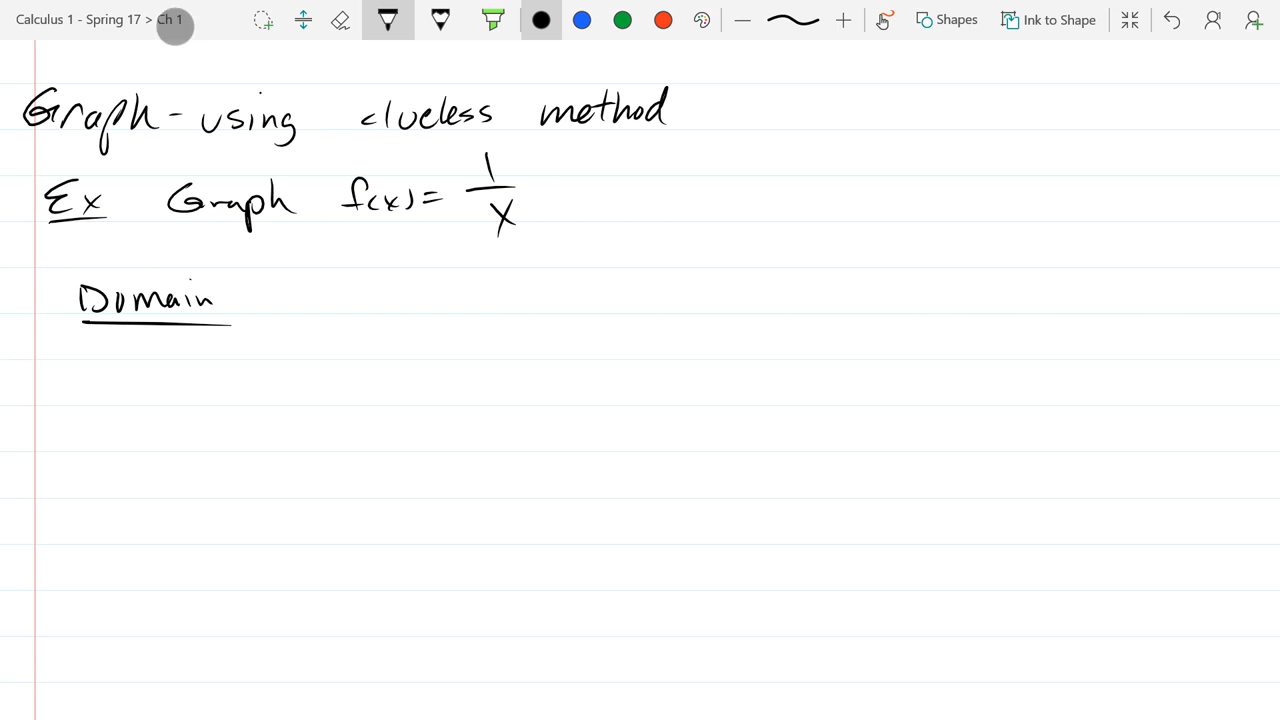 Calculus 1 - Spring 17 > Ch 1
Shapes
Ink to Shape
Graph - using clueless method
Ex Graph f(x) = 1/x
Domain